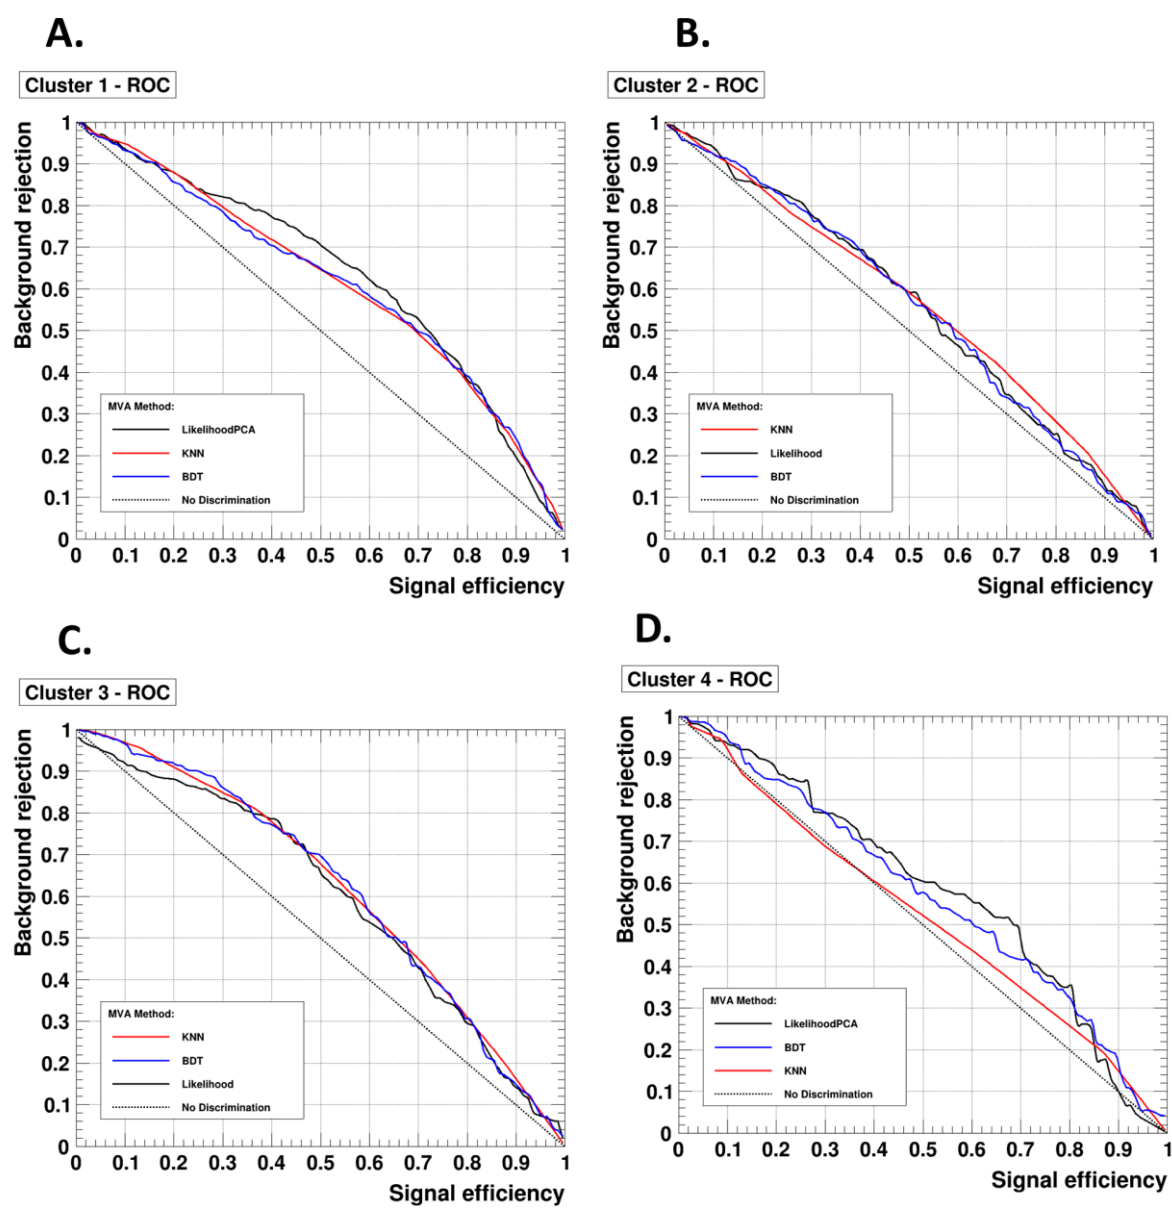 A.
Cluster 1 - ROC
Background rejection
1
0.9
0.8
0.7
0.6
0.5
0.4
0.3
0.2
0.1
0
MVA Method:
LikelihoodPCA
KNN
BDT
No Discrimination
0 0.1 0.2 0.3 0.4 0.5 0.6 0.7 0.8 0.9 1
Signal efficiency
B.
Cluster 2 - ROC
Background rejection
1
0.9
0.8
0.7
0.6
0.5
0.4
0.3
0.2
0.1
0
MVA Method:
KNN
Likelihood
BDT
No Discrimination
0 0.1 0.2 0.3 0.4 0.5 0.6 0.7 0.8 0.9 1
Signal efficiency
C.
Cluster 3 - ROC
Background rejection
1
0.9
0.8
0.7
0.6
0.5
0.4
0.3
0.2
0.1
0
MVA Method:
KNN
BDT
Likelihood
No Discrimination
0 0.1 0.2 0.3 0.4 0.5 0.6 0.7 0.8 0.9 1
Signal efficiency
D.
Cluster 4 - ROC
Background rejection
1
0.9
0.8
0.7
0.6
0.5
0.4
0.3
0.2
0.1
0
MVA Method:
LikelihoodPCA
BDT
KNN
No Discrimination
0 0.1 0.2 0.3 0.4 0.5 0.6 0.7 0.8 0.9 1
Signal efficiency